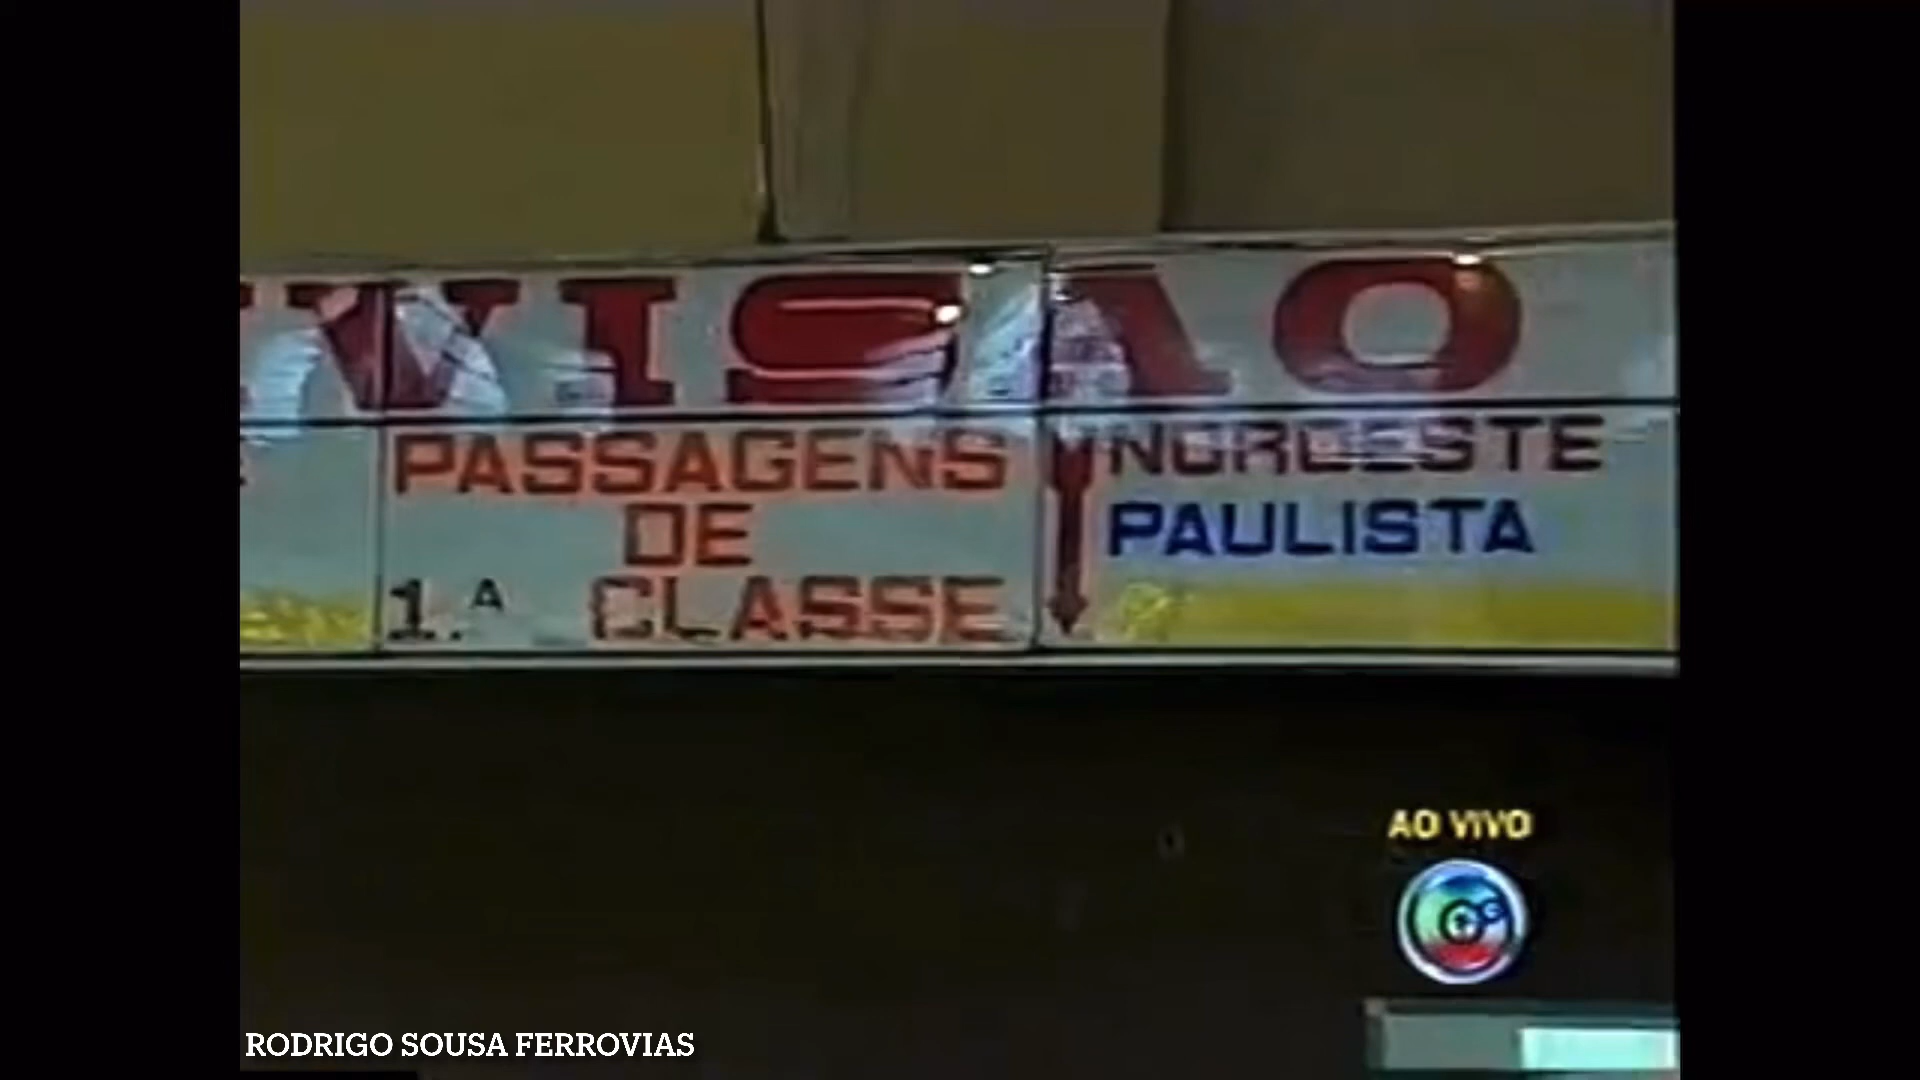 VISAO
PASSAGENS
DE
1.A CLASSE
NOROESTE
PAULISTA
AO VIVO
RODRIGO SOUSA FERROVIAS